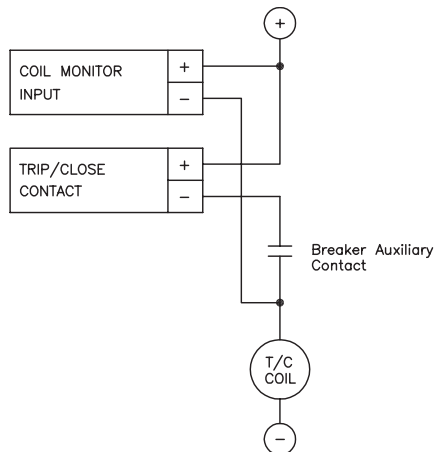 +
COIL MONITOR
INPUT
+
−
TRIP/CLOSE
CONTACT
+
−
Breaker Auxiliary
Contact
T/C
COIL
−